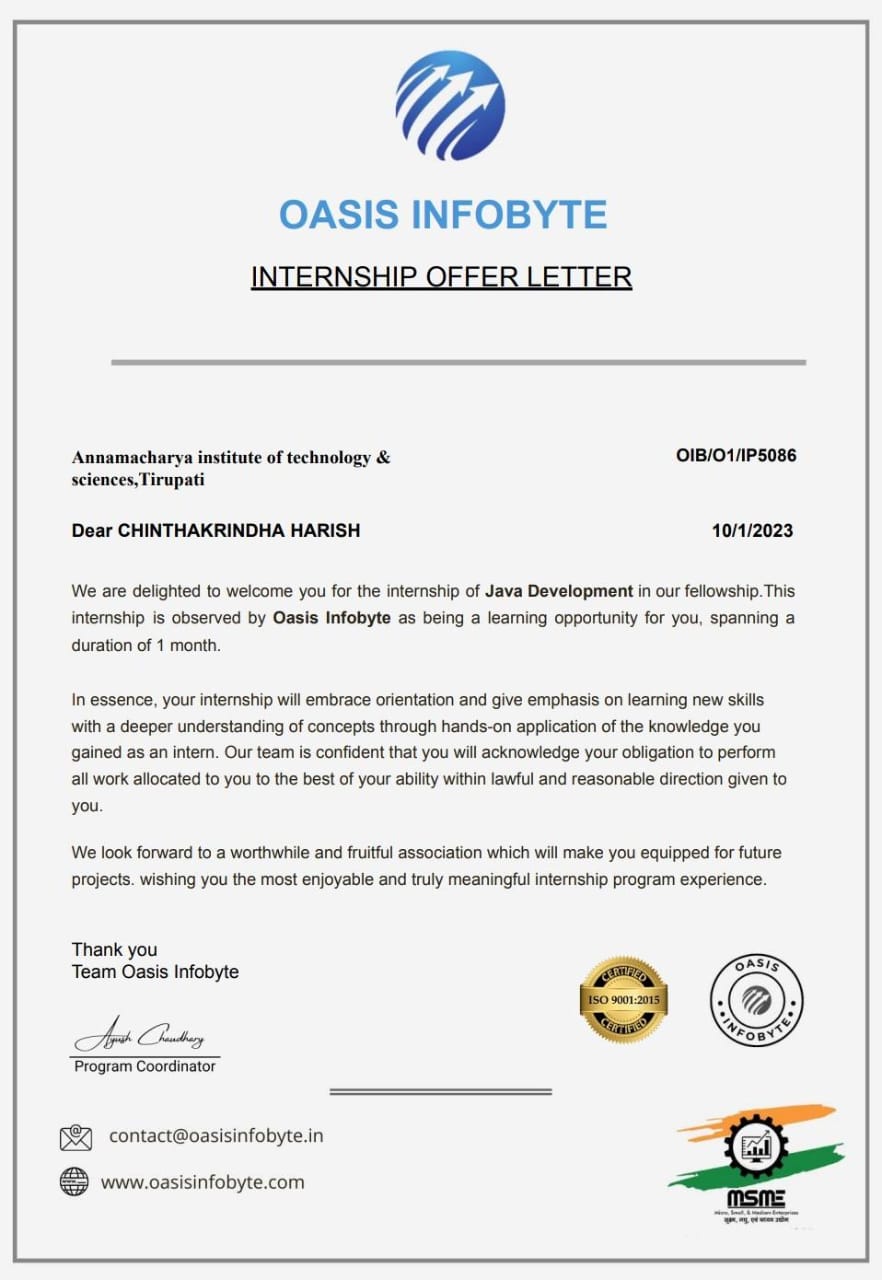 OASIS INFOBYTE
INTERNSHIP OFFER LETTER
Annamacharya institute of technology &
sciences,Tirupati
OIB/O1/IP5086
Dear CHINTHAKRINDHA HARISH
10/1/2023
We are delighted to welcome you for the internship of Java Development in our fellowship.This
internship is observed by Oasis Infobyte as being a learning opportunity for you, spanning a
duration of 1 month.
In essence, your internship will embrace orientation and give emphasis on learning new skills
with a deeper understanding of concepts through hands-on application of the knowledge you
gained as an intern. Our team is confident that you will acknowledge your obligation to perform
all work allocated to you to the best of your ability within lawful and reasonable direction given to
you.
We look forward to a worthwhile and fruitful association which will make you equipped for future
projects. wishing you the most enjoyable and truly meaningful internship program experience.
Thank you
Team Oasis Infobyte
Ayush Chaudhary
Program Coordinator
CERTIFIED
ISO 9001:2015
CERTIFIED
OASIS
INFOBYTE
contact@oasisinfobyte.in
www.oasisinfobyte.com
MSME
Micro, Small, & Medium Enterprises
सूक्ष्म, लघु, एवं मध्यम उद्योग